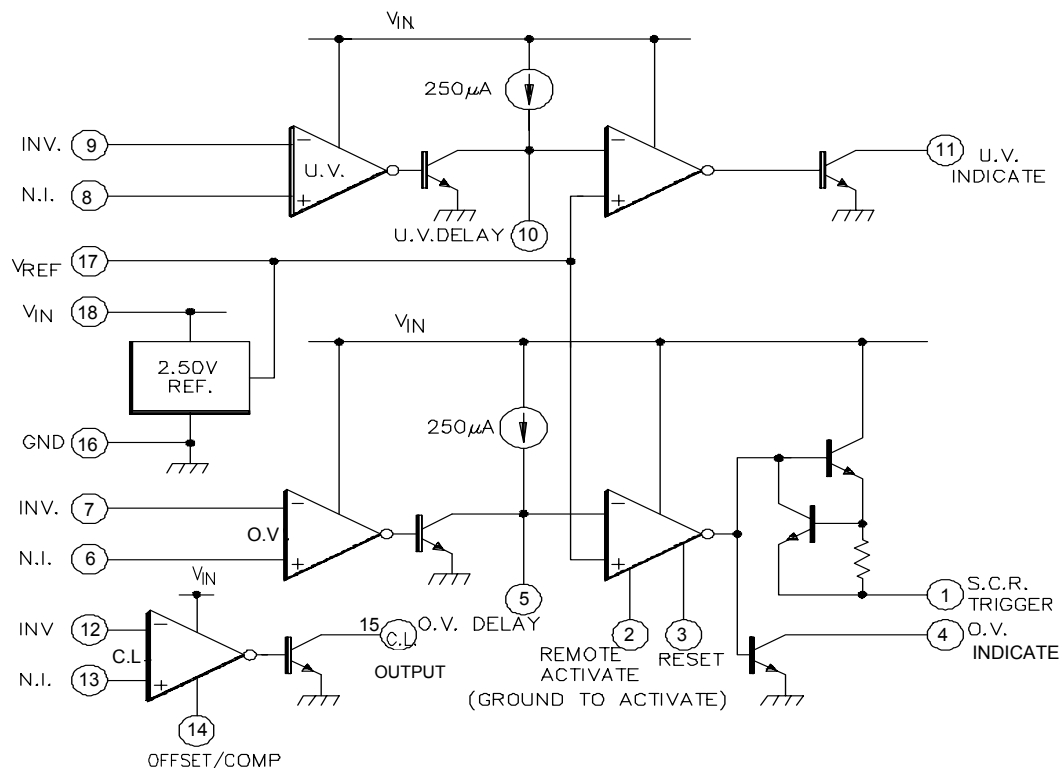 VIN
250µA
INV. 9
N.I. 8
−
U.V.
+
−
+
11 U.V.
INDICATE
U.V.DELAY 10
VREF 17
VIN 18
2.50V
REF.
GND 16
VIN
250µA
INV. 7
N.I. 6
−
O.V.
+
−
+
5
O.V. DELAY
2
REMOTE
ACTIVATE
(GROUND TO ACTIVATE)
3
RESET
1 S.C.R.
TRIGGER
4 O.V.
INDICATE
VIN
INV 12
N.I. 13
−
C.L.
+
15
C.L.
OUTPUT
14
OFFSET/COMP